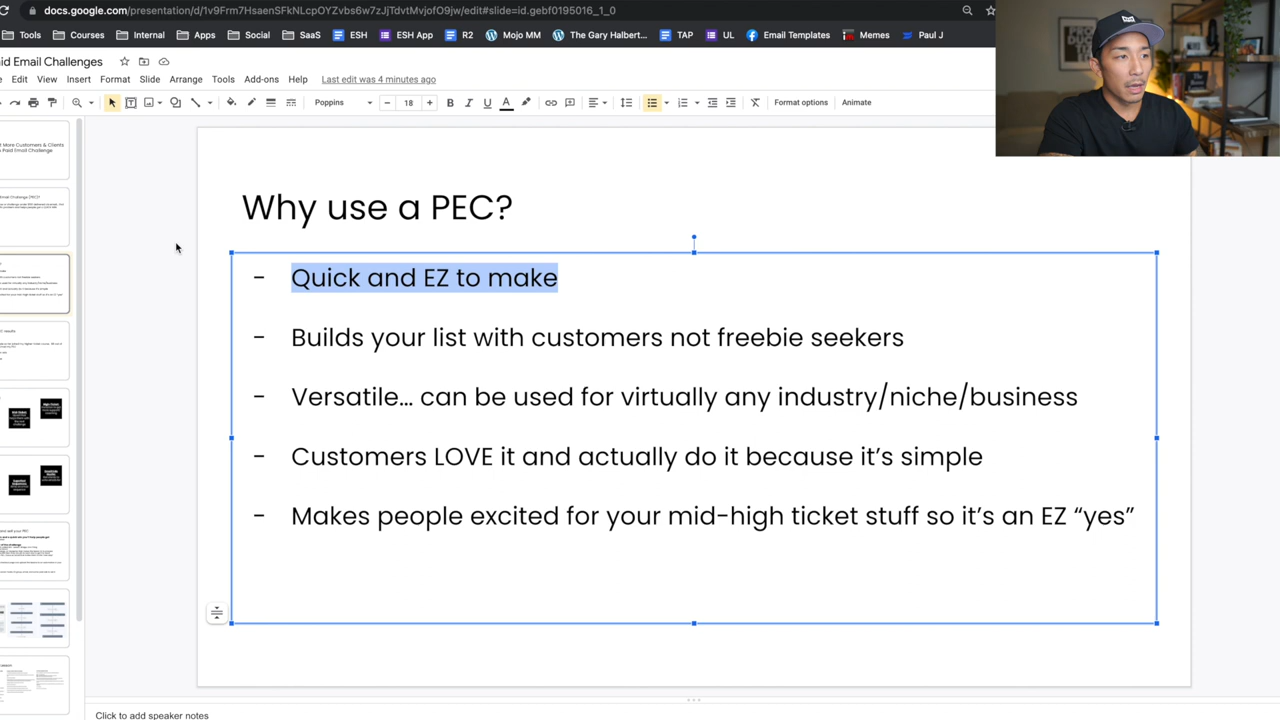 docs.google.com/presentation/d/1v9Frm7HsaenSFkNLcpOYZvbs6w7zJjTdvtMvjofO9jw/edit#slide=id.gebf0195016_1_0
Tools Courses Internal Apps Social SaaS ESH ESH App R2 Mojo MM The Gary Halbert... TAP UL Email Templates Memes Paul J
id Email Challenges
Edit View Insert Format Slide Arrange Tools Add-ons Help Last edit was 4 minutes ago
Poppins 18 B I U A Format options Animate
Why use a PEC?
- Quick and EZ to make
- Builds your list with customers not freebie seekers
- Versatile... can be used for virtually any industry/niche/business
- Customers LOVE it and actually do it because it's simple
- Makes people excited for your mid-high ticket stuff so it's an EZ “yes”
Click to add speaker notes